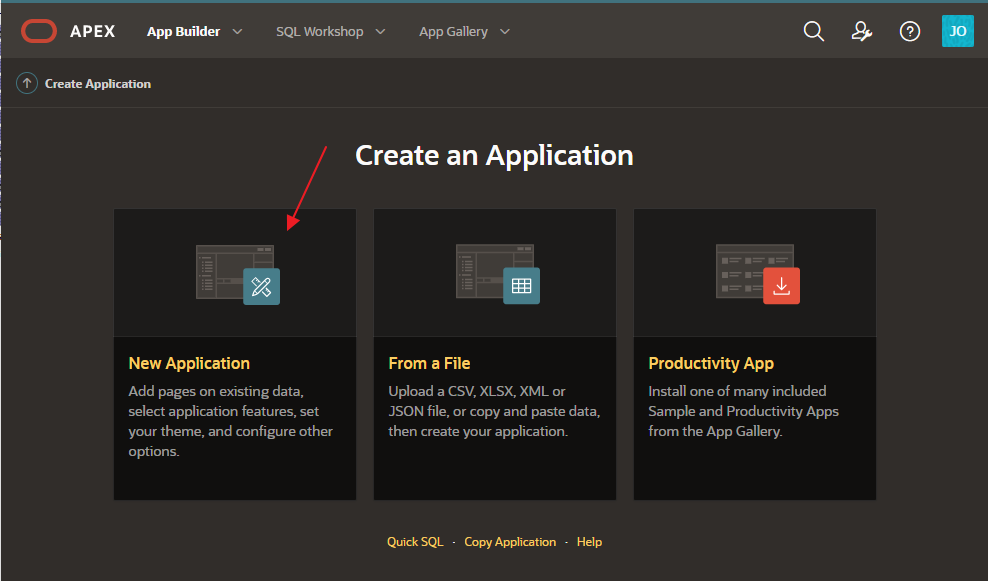 APEX App Builder SQL Workshop App Gallery JO
Create Application
Create an Application
New Application
Add pages on existing data,
select application features, set
your theme, and configure other
options.
From a File
Upload a CSV, XLSX, XML or
JSON file, or copy and paste data,
then create your application.
Productivity App
Install one of many included
Sample and Productivity Apps
from the App Gallery.
Quick SQL · Copy Application · Help